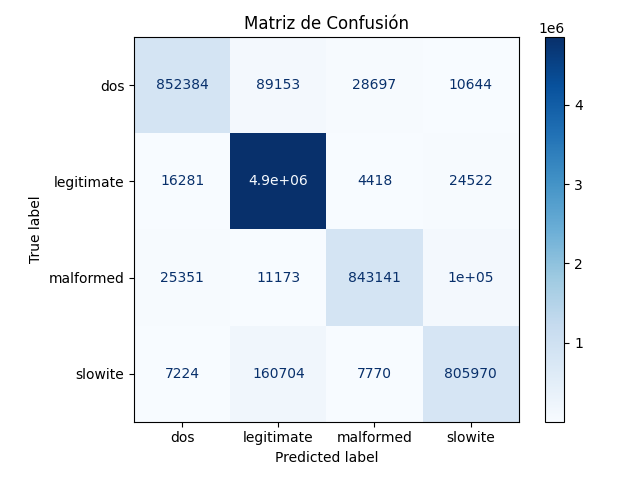 Matriz de Confusión
1e6
dos 852384 89153 28697 10644
4
legitimate 16281 4.9e+06 4418 24522
3
True label
2
malformed 25351 11173 843141 1e+05
1
slowite 7224 160704 7770 805970
dos legitimate malformed slowite
Predicted label